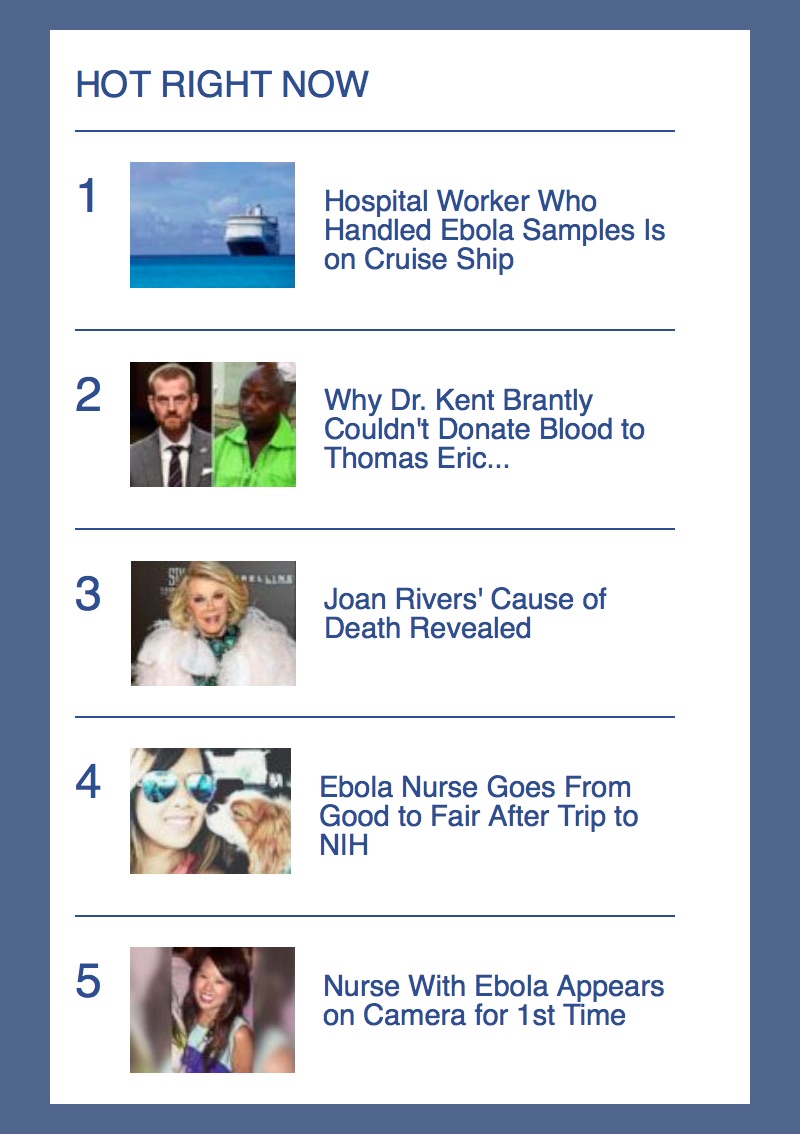 HOT RIGHT NOW
1
Hospital Worker Who
Handled Ebola Samples Is
on Cruise Ship
2
Why Dr. Kent Brantly
Couldn't Donate Blood to
Thomas Eric...
3
Joan Rivers' Cause of
Death Revealed
4
Ebola Nurse Goes From
Good to Fair After Trip to
NIH
5
Nurse With Ebola Appears
on Camera for 1st Time